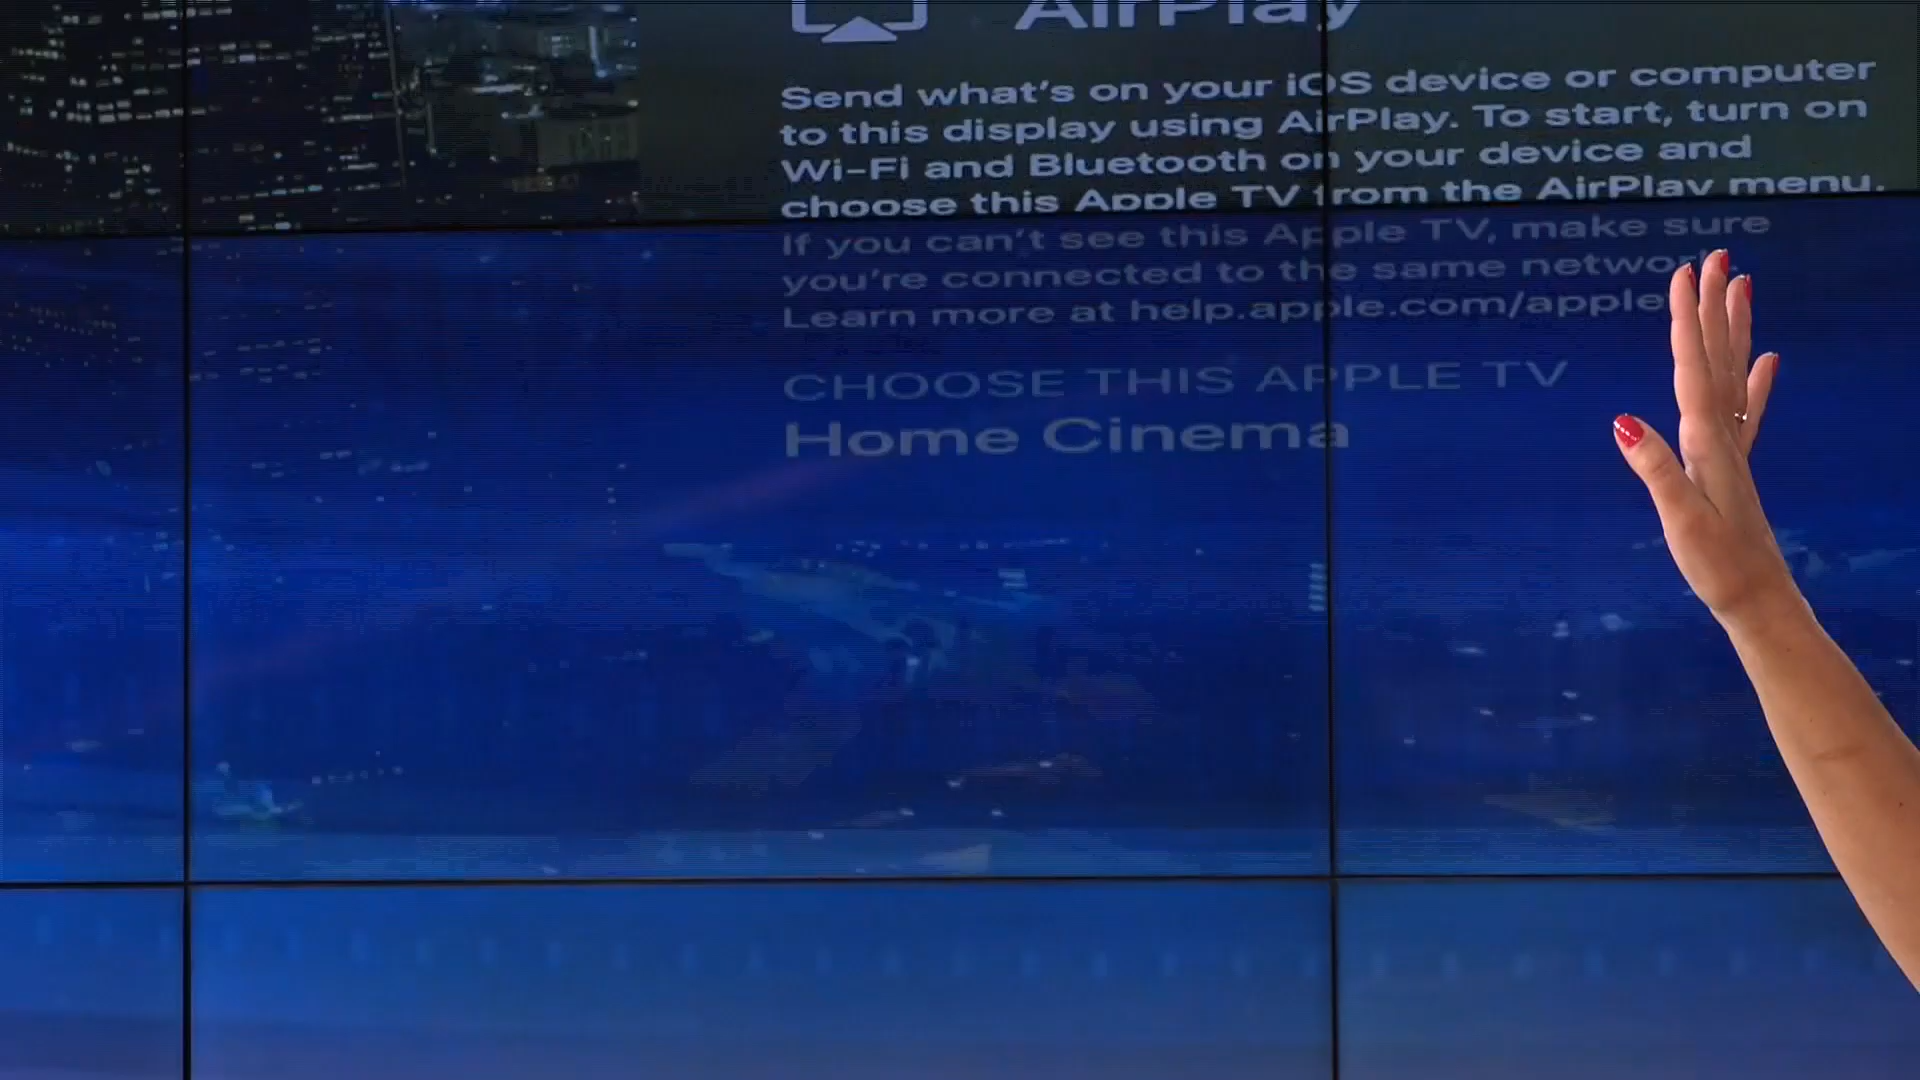 AirPlay
Send what's on your iOS device or computer
to this display using AirPlay. To start, turn on
Wi-Fi and Bluetooth on your device and
choose this Apple TV from the AirPlay menu.
If you can't see this Apple TV, make sure
you're connected to the same network.
Learn more at help.apple.com/apple
CHOOSE THIS APPLE TV
Home Cinema